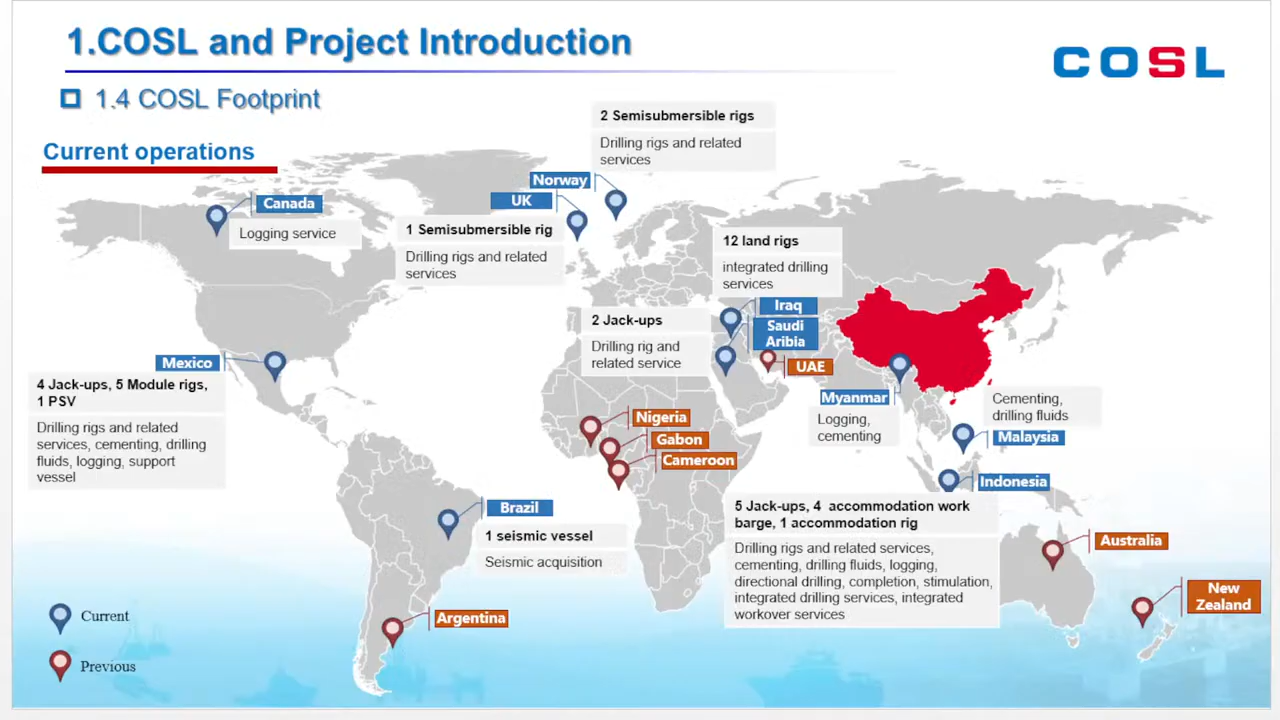 1.COSL and Project Introduction
COSL
1.4 COSL Footprint
Current operations
2 Semisubmersible rigs
Drilling rigs and related
services
Norway
UK
Canada
Logging service
1 Semisubmersible rig
Drilling rigs and related
services
12 land rigs
integrated drilling
services
Iraq
Saudi
Aribia
UAE
2 Jack-ups
Drilling rig and
related service
Mexico
4 Jack-ups, 5 Module rigs,
1 PSV
Drilling rigs and related
services, cementing, drilling
fluids, logging, support
vessel
Myanmar
Logging,
cementing
Cementing,
drilling fluids
Malaysia
Nigeria
Gabon
Cameroon
Indonesia
5 Jack-ups, 4 accommodation work
barge, 1 accommodation rig
Drilling rigs and related services,
cementing, drilling fluids, logging,
directional drilling, completion, stimulation,
integrated drilling services, integrated
workover services
Brazil
1 seismic vessel
Seismic acquisition
Australia
New
Zealand
Argentina
Current
Previous